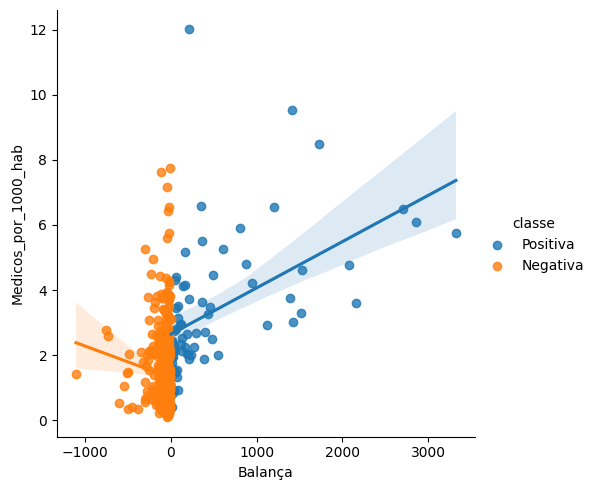 12
10
8
6
4
2
0
Medicos_por_1000_hab
−1000
0
1000
2000
3000
Balança
classe
Positiva
Negativa